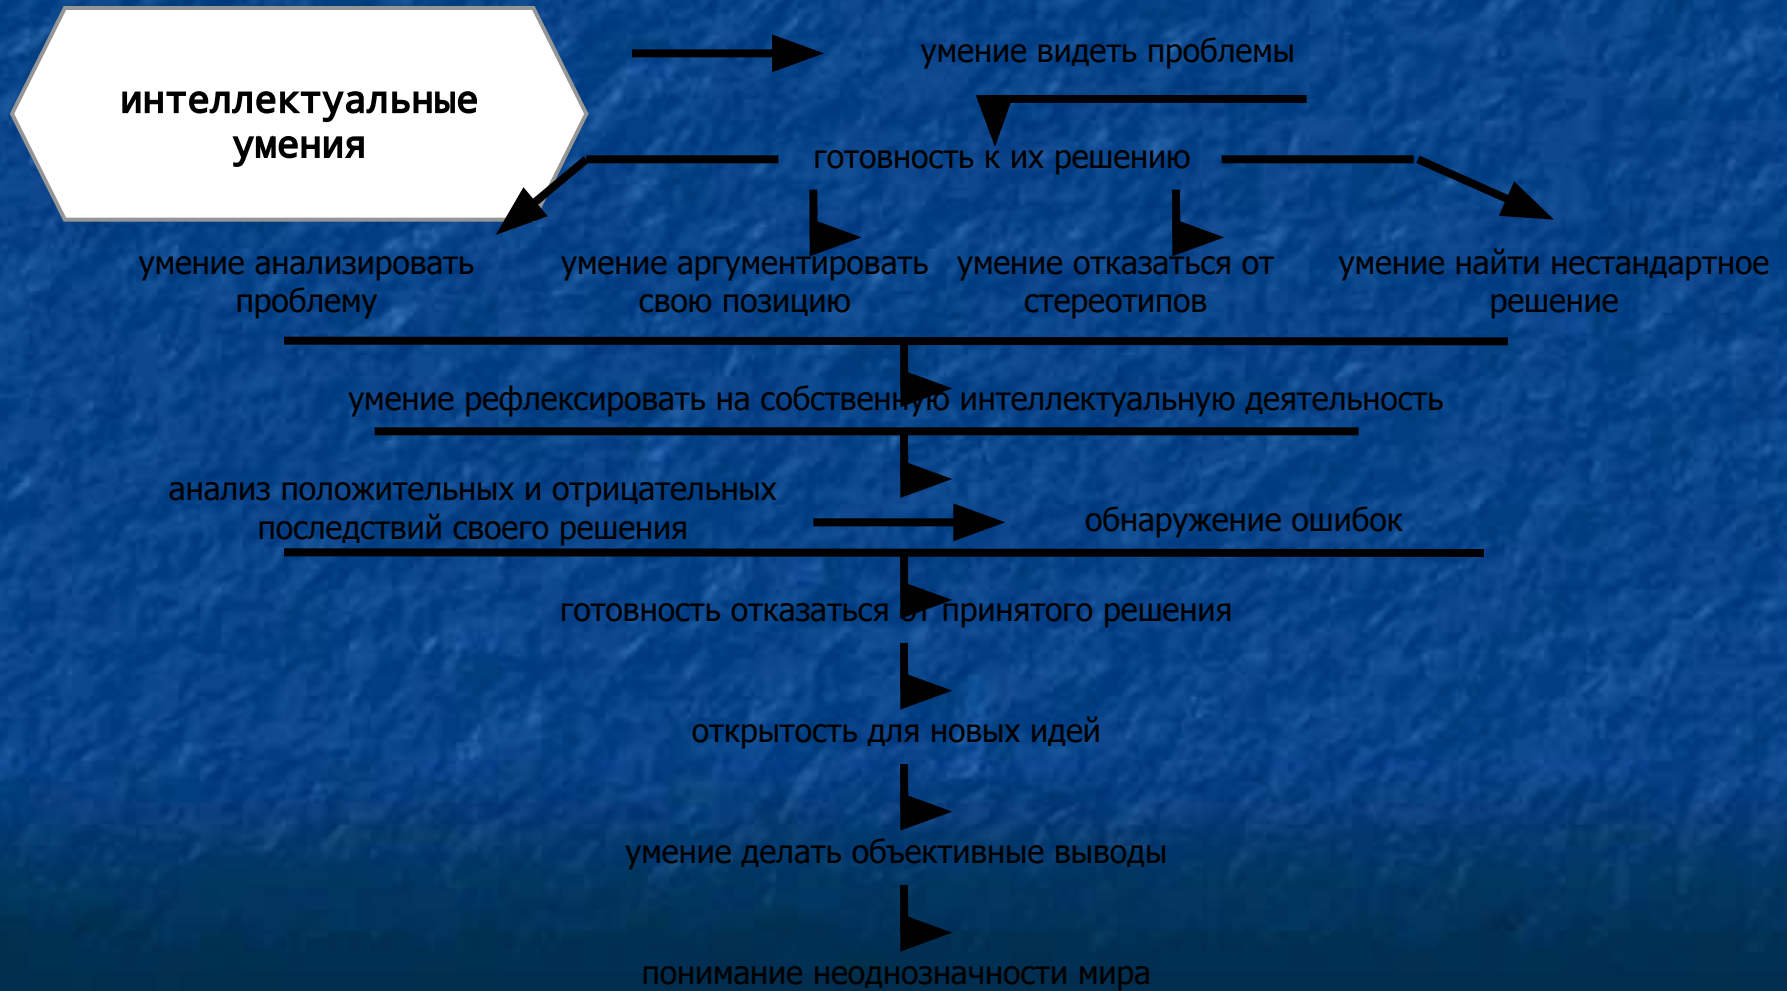 интеллектуальные
умения
умение видеть проблемы
готовность к их решению
умение анализировать
проблему
умение аргументировать
свою позицию
умение отказаться от
стереотипов
умение найти нестандартное
решение
умение рефлексировать на собственную интеллектуальную деятельность
анализ положительных и отрицательных
последствий своего решения
обнаружение ошибок
готовность отказаться от принятого решения
открытость для новых идей
умение делать объективные выводы
понимание неоднозначности мира